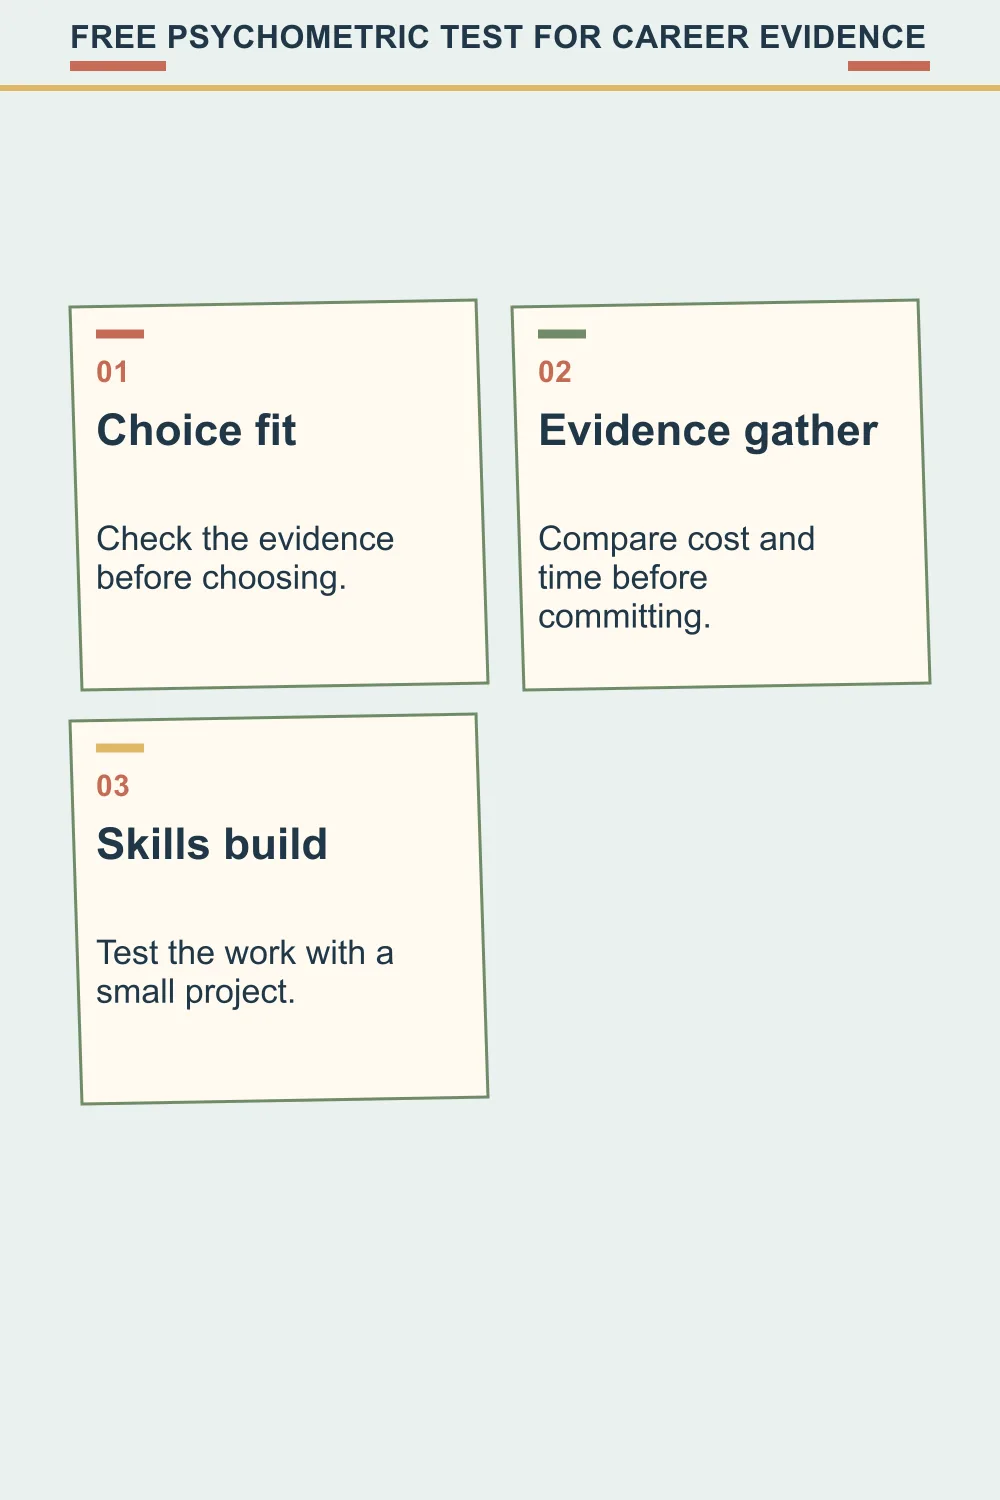 FREE PSYCHOMETRIC TEST FOR CAREER EVIDENCE
01
Choice fit
Check the evidence
before choosing.
02
Evidence gather
Compare cost and
time before
committing.
03
Skills build
Test the work with a
small project.